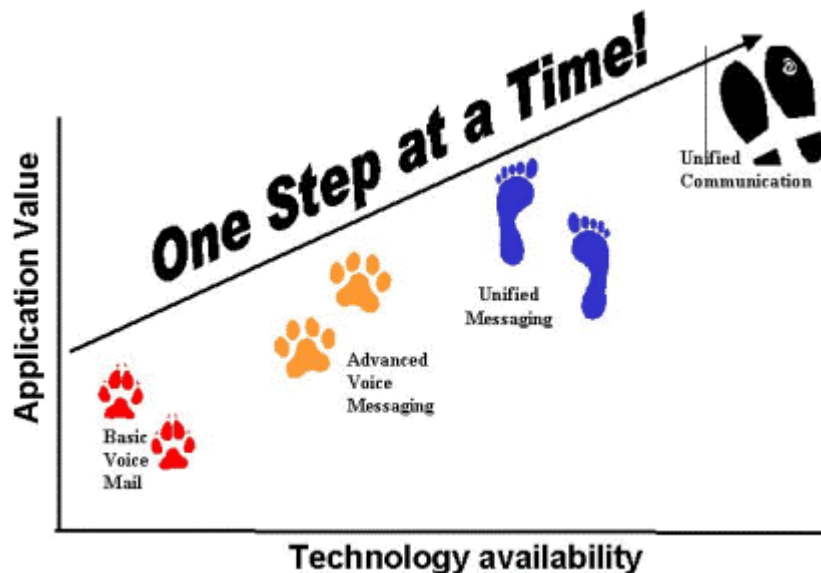 One Step at a Time!
Unified
Communication
Unified
Messaging
Advanced
Voice
Messaging
Basic
Voice
Mail
Application Value
Technology availability